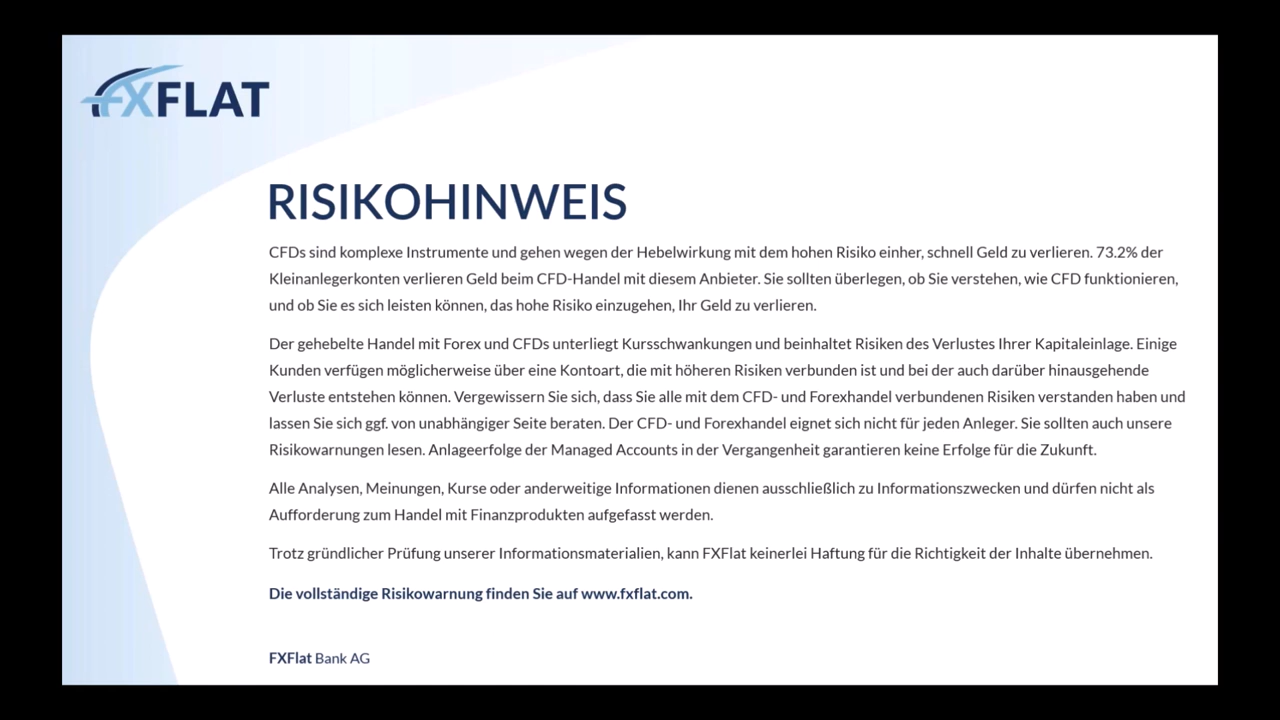 FXFLAT
RISIKOHINWEIS
CFDs sind komplexe Instrumente und gehen wegen der Hebelwirkung mit dem hohen Risiko einher, schnell Geld zu verlieren. 73.2% der
Kleinanlegerkonten verlieren Geld beim CFD-Handel mit diesem Anbieter. Sie sollten überlegen, ob Sie verstehen, wie CFD funktionieren,
und ob Sie es sich leisten können, das hohe Risiko einzugehen, Ihr Geld zu verlieren.
Der gehebelte Handel mit Forex und CFDs unterliegt Kursschwankungen und beinhaltet Risiken des Verlustes Ihrer Kapitaleinlage. Einige
Kunden verfügen möglicherweise über eine Kontoart, die mit höheren Risiken verbunden ist und bei der auch darüber hinausgehende
Verluste entstehen können. Vergewissern Sie sich, dass Sie alle mit dem CFD- und Forexhandel verbundenen Risiken verstanden haben und
lassen Sie sich ggf. von unabhängiger Seite beraten. Der CFD- und Forexhandel eignet sich nicht für jeden Anleger. Sie sollten auch unsere
Risikowarnungen lesen. Anlageerfolge der Managed Accounts in der Vergangenheit garantieren keine Erfolge für die Zukunft.
Alle Analysen, Meinungen, Kurse oder anderweitige Informationen dienen ausschließlich zu Informationszwecken und dürfen nicht als
Aufforderung zum Handel mit Finanzprodukten aufgefasst werden.
Trotz gründlicher Prüfung unserer Informationsmaterialien, kann FXFlat keinerlei Haftung für die Richtigkeit der Inhalte übernehmen.
Die vollständige Risikowarnung finden Sie auf www.fxflat.com.
FXFlat Bank AG